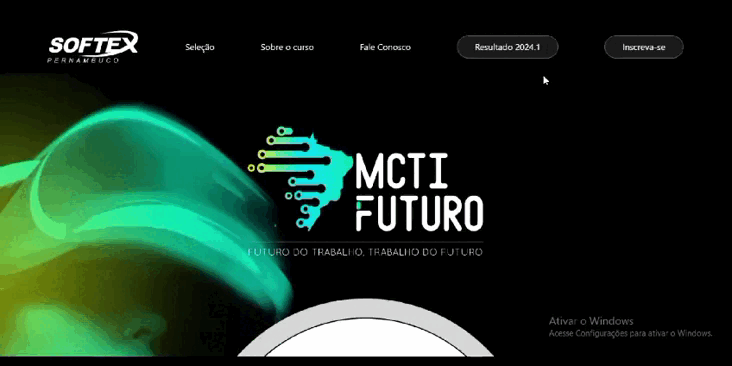 SOFTEX
PERNAMBUCO
Seleção
Sobre o curso
Fale Conosco
Resultado 2024.1
Inscreva-se
MCTI
FUTURO
FUTURO DO TRABALHO, TRABALHO DO FUTURO
Ativar o Windows
Acesse Configurações para ativar o Windows.